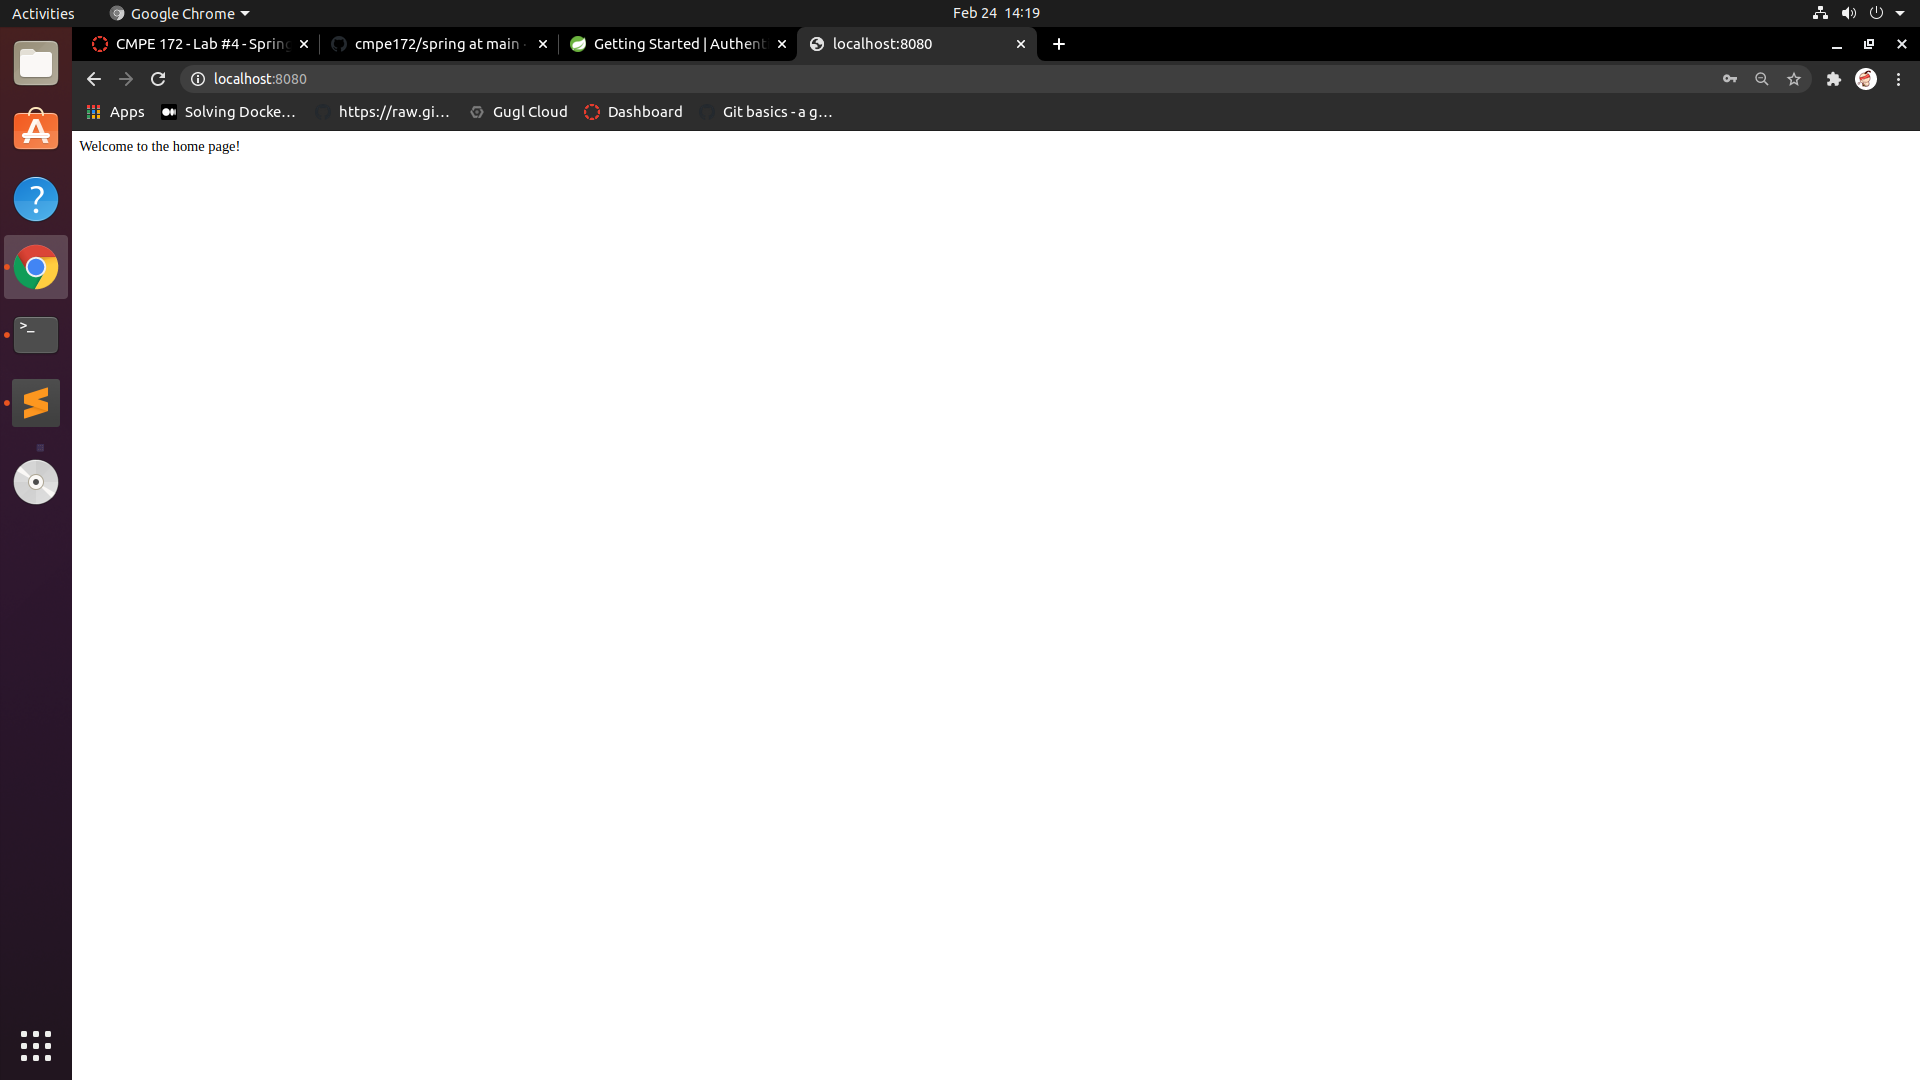 Activities
Google Chrome
Feb 24 14:19
CMPE 172 - Lab #4 - Spring
cmpe172/spring at main
Getting Started | Authent
localhost:8080
localhost:8080
Apps
Solving Docke...
https://raw.gi...
Gugl Cloud
Dashboard
Git basics - a g...
Welcome to the home page!